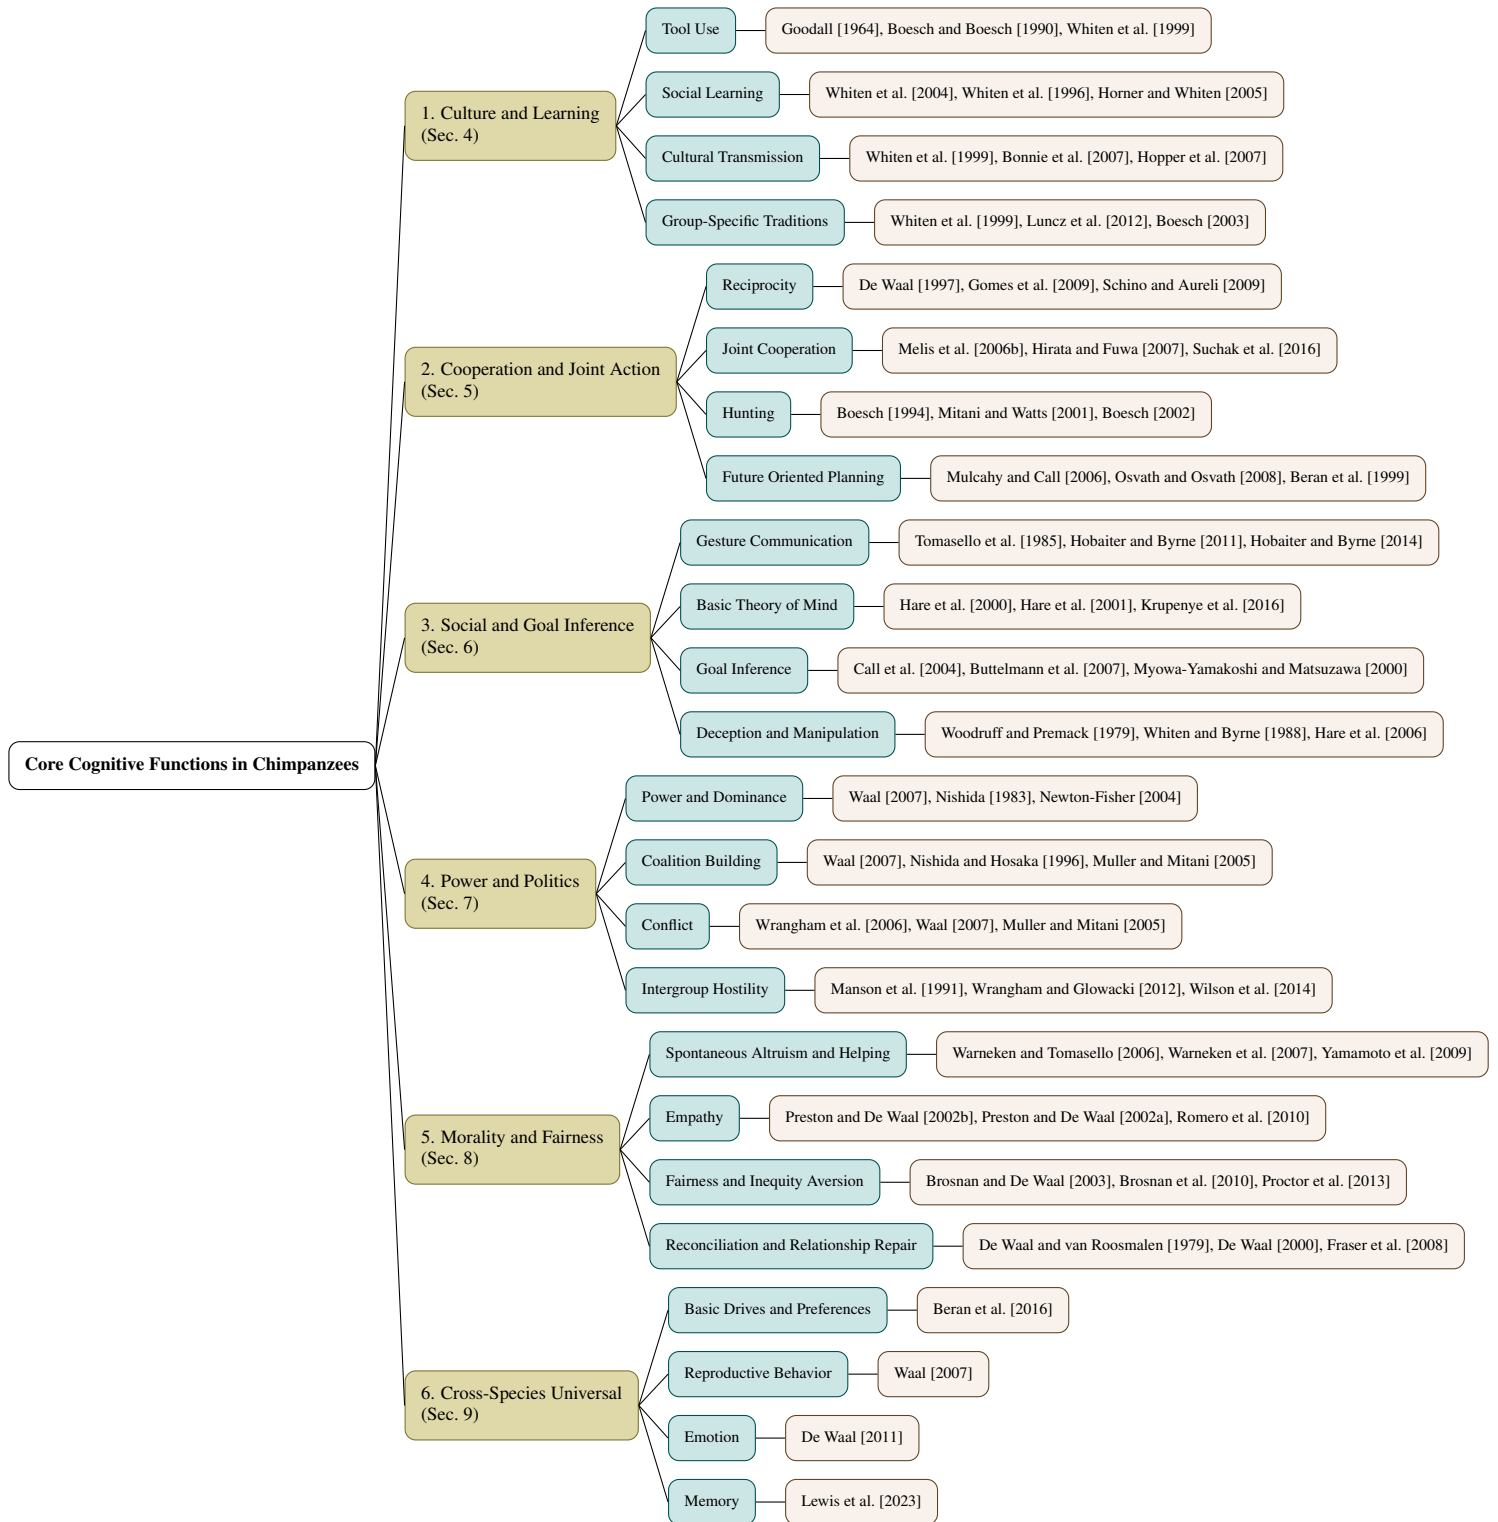 Core Cognitive Functions in Chimpanzees
1. Culture and Learning
(Sec. 4)
Tool Use
Goodall [1964], Boesch and Boesch [1990], Whiten et al. [1999]
Social Learning
Whiten et al. [2004], Whiten et al. [1996], Horner and Whiten [2005]
Cultural Transmission
Whiten et al. [1999], Bonnie et al. [2007], Hopper et al. [2007]
Group-Specific Traditions
Whiten et al. [1999], Luncz et al. [2012], Boesch [2003]
2. Cooperation and Joint Action
(Sec. 5)
Reciprocity
De Waal [1997], Gomes et al. [2009], Schino and Aureli [2009]
Joint Cooperation
Melis et al. [2006b], Hirata and Fuwa [2007], Suchak et al. [2016]
Hunting
Boesch [1994], Mitani and Watts [2001], Boesch [2002]
Future Oriented Planning
Mulcahy and Call [2006], Osvath and Osvath [2008], Beran et al. [1999]
3. Social and Goal Inference
(Sec. 6)
Gesture Communication
Tomasello et al. [1985], Hobaiter and Byrne [2011], Hobaiter and Byrne [2014]
Basic Theory of Mind
Hare et al. [2000], Hare et al. [2001], Krupenye et al. [2016]
Goal Inference
Call et al. [2004], Buttelmann et al. [2007], Myowa-Yamakoshi and Matsuzawa [2000]
Deception and Manipulation
Woodruff and Premack [1979], Whiten and Byrne [1988], Hare et al. [2006]
4. Power and Politics
(Sec. 7)
Power and Dominance
Waal [2007], Nishida [1983], Newton-Fisher [2004]
Coalition Building
Waal [2007], Nishida and Hosaka [1996], Muller and Mitani [2005]
Conflict
Wrangham et al. [2006], Waal [2007], Muller and Mitani [2005]
Intergroup Hostility
Manson et al. [1991], Wrangham and Glowacki [2012], Wilson et al. [2014]
5. Morality and Fairness
(Sec. 8)
Spontaneous Altruism and Helping
Warneken and Tomasello [2006], Warneken et al. [2007], Yamamoto et al. [2009]
Empathy
Preston and De Waal [2002b], Preston and De Waal [2002a], Romero et al. [2010]
Fairness and Inequity Aversion
Brosnan and De Waal [2003], Brosnan et al. [2010], Proctor et al. [2013]
Reconciliation and Relationship Repair
De Waal and van Roosmalen [1979], De Waal [2000], Fraser et al. [2008]
6. Cross-Species Universal
(Sec. 9)
Basic Drives and Preferences
Beran et al. [2016]
Reproductive Behavior
Waal [2007]
Emotion
De Waal [2011]
Memory
Lewis et al. [2023]